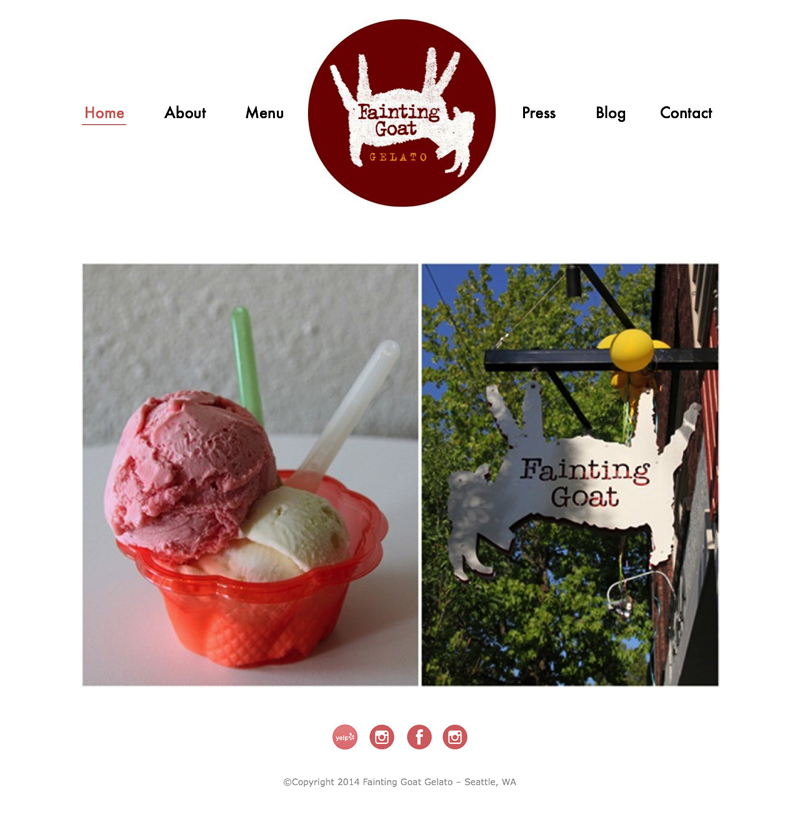 Home
About
Menu
Fainting
Goat
GELATO
Press
Blog
Contact
Fainting
Goat
yelp
©Copyright 2014 Fainting Goat Gelato – Seattle, WA